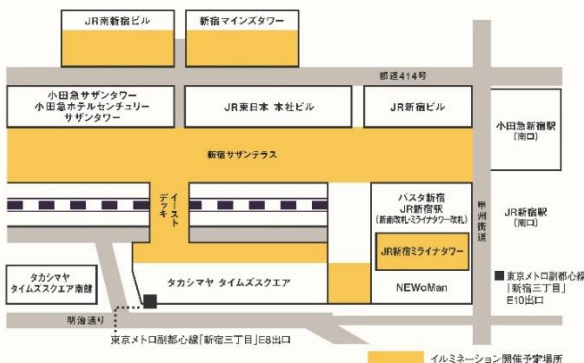 JR南新宿ビル
新宿マインズタワー
都道414号
小田急サザンタワー
小田急ホテルセンチュリー
サザンタワー
JR東日本 本社ビル
JR新宿ビル
小田急新宿駅
(南口)
新宿サザンテラス
イースト
デッキ
バスタ新宿
JR新宿駅
(新南改札・ミライナタワー改札)
甲州街道
JR新宿駅
(南口)
JR新宿ミライナタワー
タカシマヤ
タイムズスクエア南館
タカシマヤ タイムズスクエア
NEWoMan
東京メトロ副都心線
「新宿三丁目」
E10出口
明治通り
東京メトロ副都心線「新宿三丁目」E8出口
イルミネーション開催予定場所